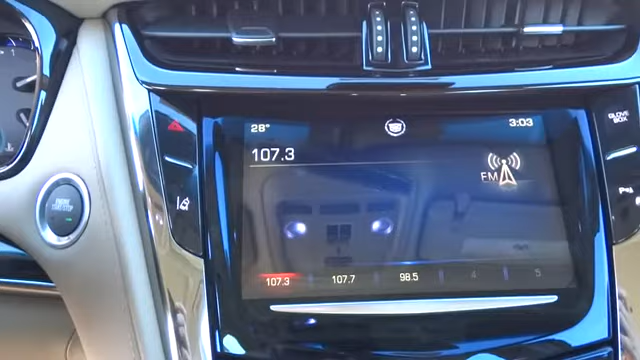 28° 3:03
107.3
FM
107.3 107.7 98.5 4 5
GLOVE
BOX
ENGINE
START/STOP